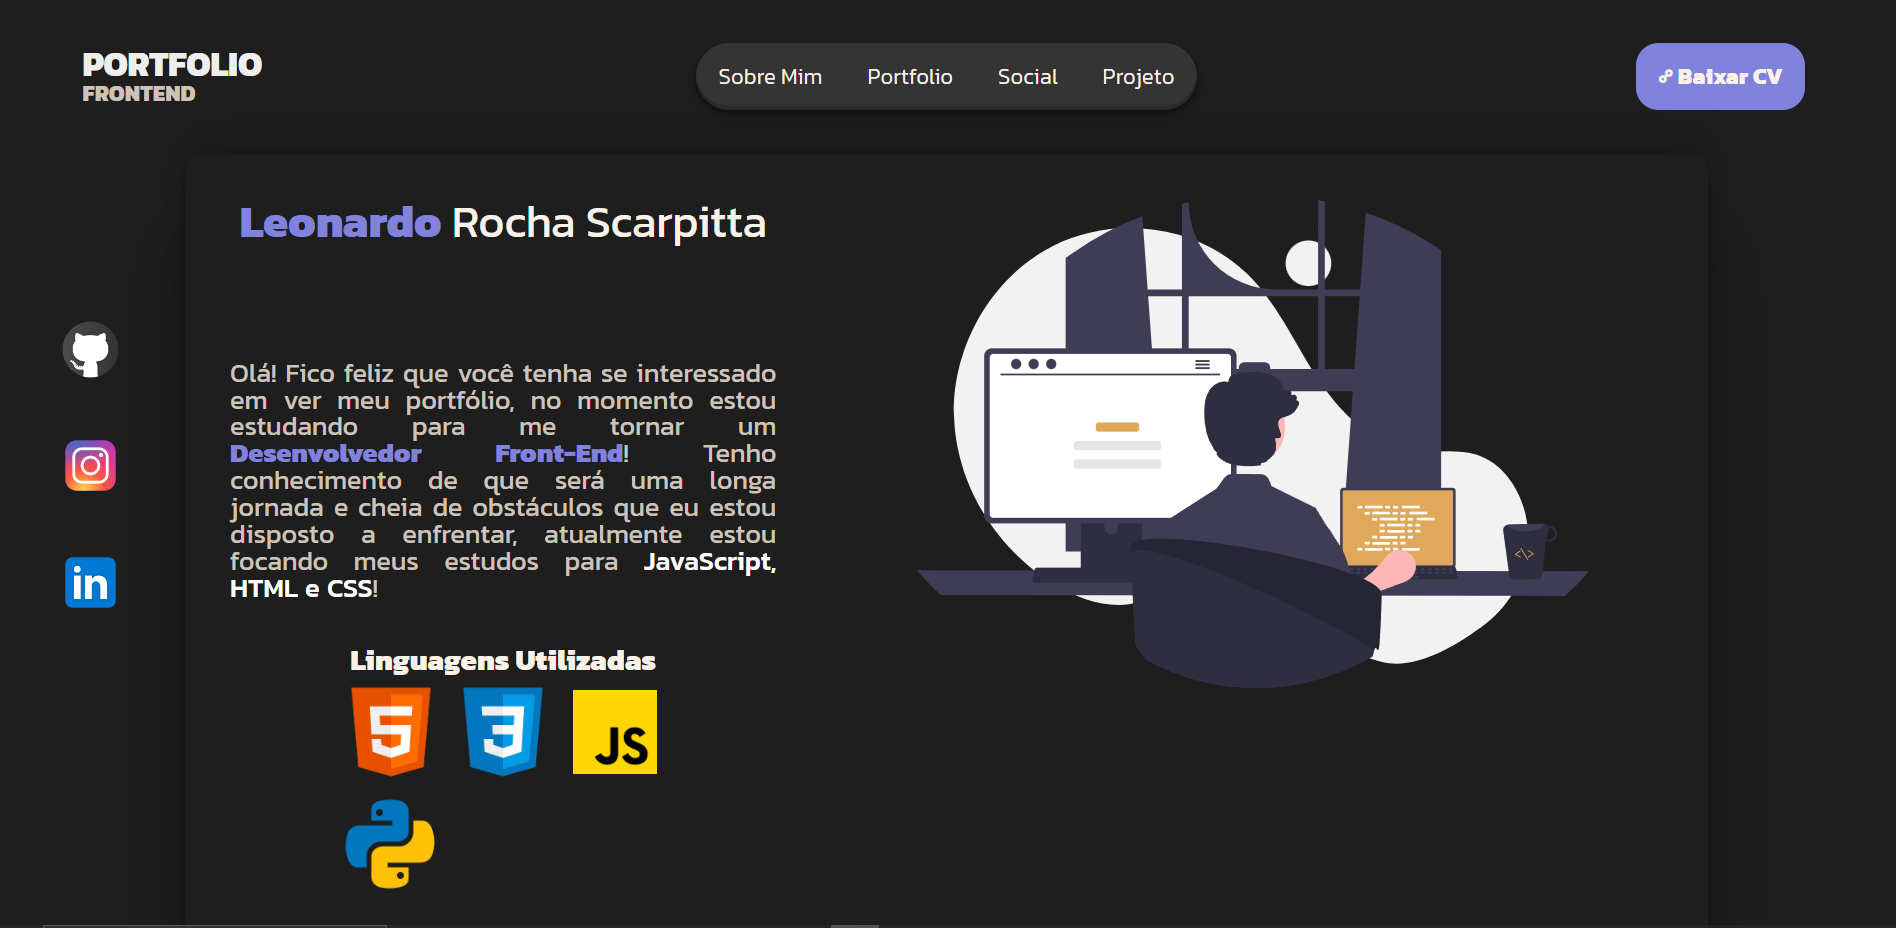 PORTFOLIO
FRONTEND
Sobre Mim Portfolio Social Projeto
Baixar CV
Leonardo Rocha Scarpitta
Olá! Fico feliz que você tenha se interessado
em ver meu portfólio, no momento estou
estudando para me tornar um
Desenvolvedor Front-End! Tenho
conhecimento de que será uma longa
jornada e cheia de obstáculos que eu estou
disposto a enfrentar, atualmente estou
focando meus estudos para JavaScript,
HTML e CSS!
in
Linguagens Utilizadas
5 3 JS